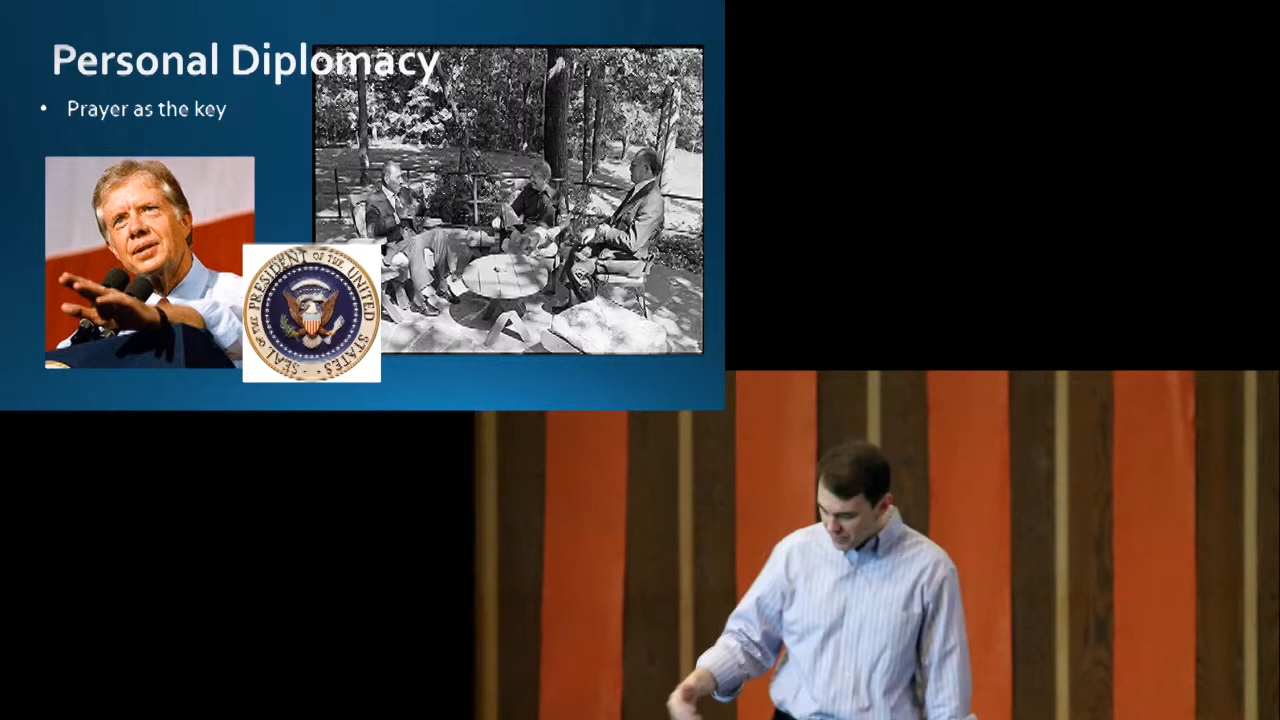 Personal Diplomacy
• Prayer as the key
SEAL OF THE PRESIDENT OF THE UNITED STATES